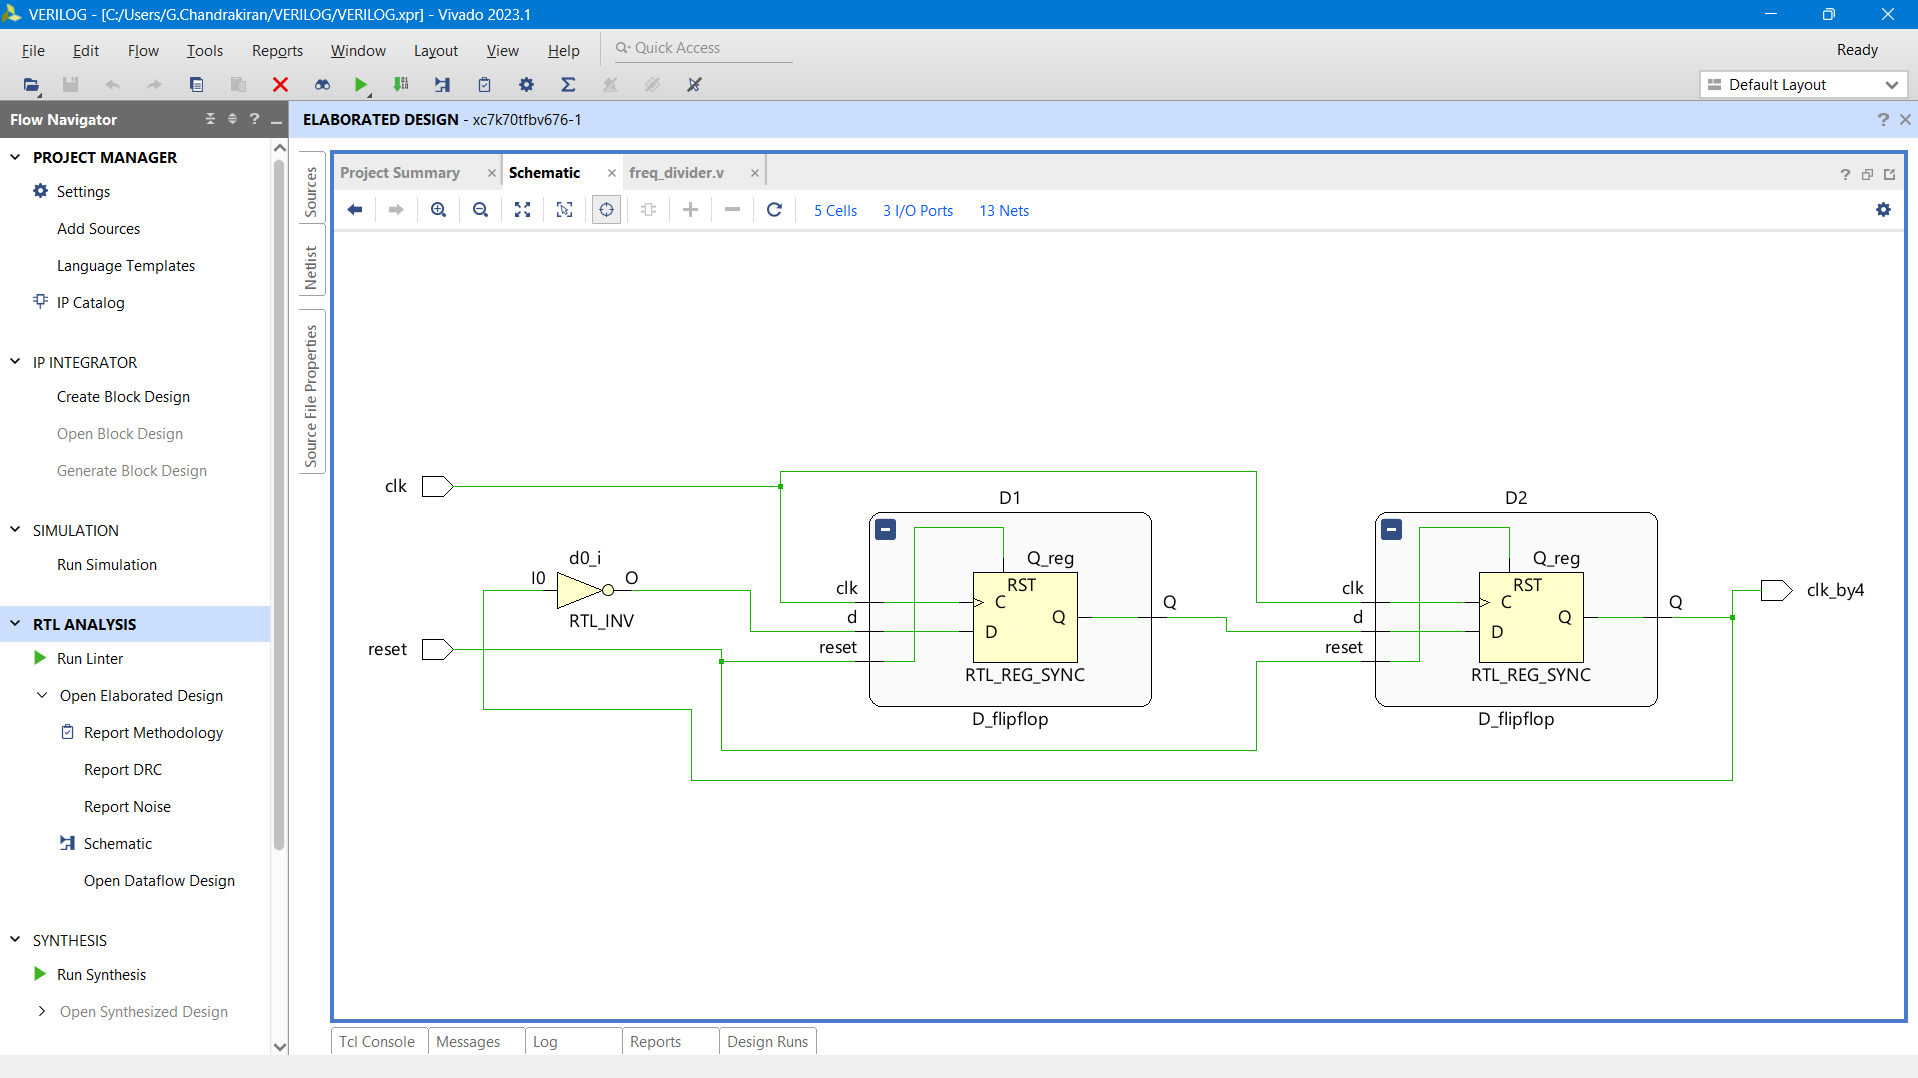 VERILOG - [C:/Users/G.Chandrakiran/VERILOG/VERILOG.xpr] - Vivado 2023.1
File Edit Flow Tools Reports Window Layout View Help Quick Access Ready
Default Layout
Flow Navigator
ELABORATED DESIGN - xc7k70tfbv676-1
PROJECT MANAGER
Settings
Add Sources
Language Templates
IP Catalog
IP INTEGRATOR
Create Block Design
Open Block Design
Generate Block Design
SIMULATION
Run Simulation
RTL ANALYSIS
Run Linter
Open Elaborated Design
Report Methodology
Report DRC
Report Noise
Schematic
Open Dataflow Design
SYNTHESIS
Run Synthesis
Open Synthesized Design
Sources
Netlist
Source File Properties
Project Summary Schematic freq_divider.v
5 Cells 3 I/O Ports 13 Nets
clk
reset
d0_i
I0 O
RTL_INV
D1
Q_reg
clk
d
reset
RST
C
Q
D
RTL_REG_SYNC
Q
D_flipflop
D2
Q_reg
clk
d
reset
RST
C
Q
D
RTL_REG_SYNC
Q
D_flipflop
clk_by4
Tcl Console Messages Log Reports Design Runs